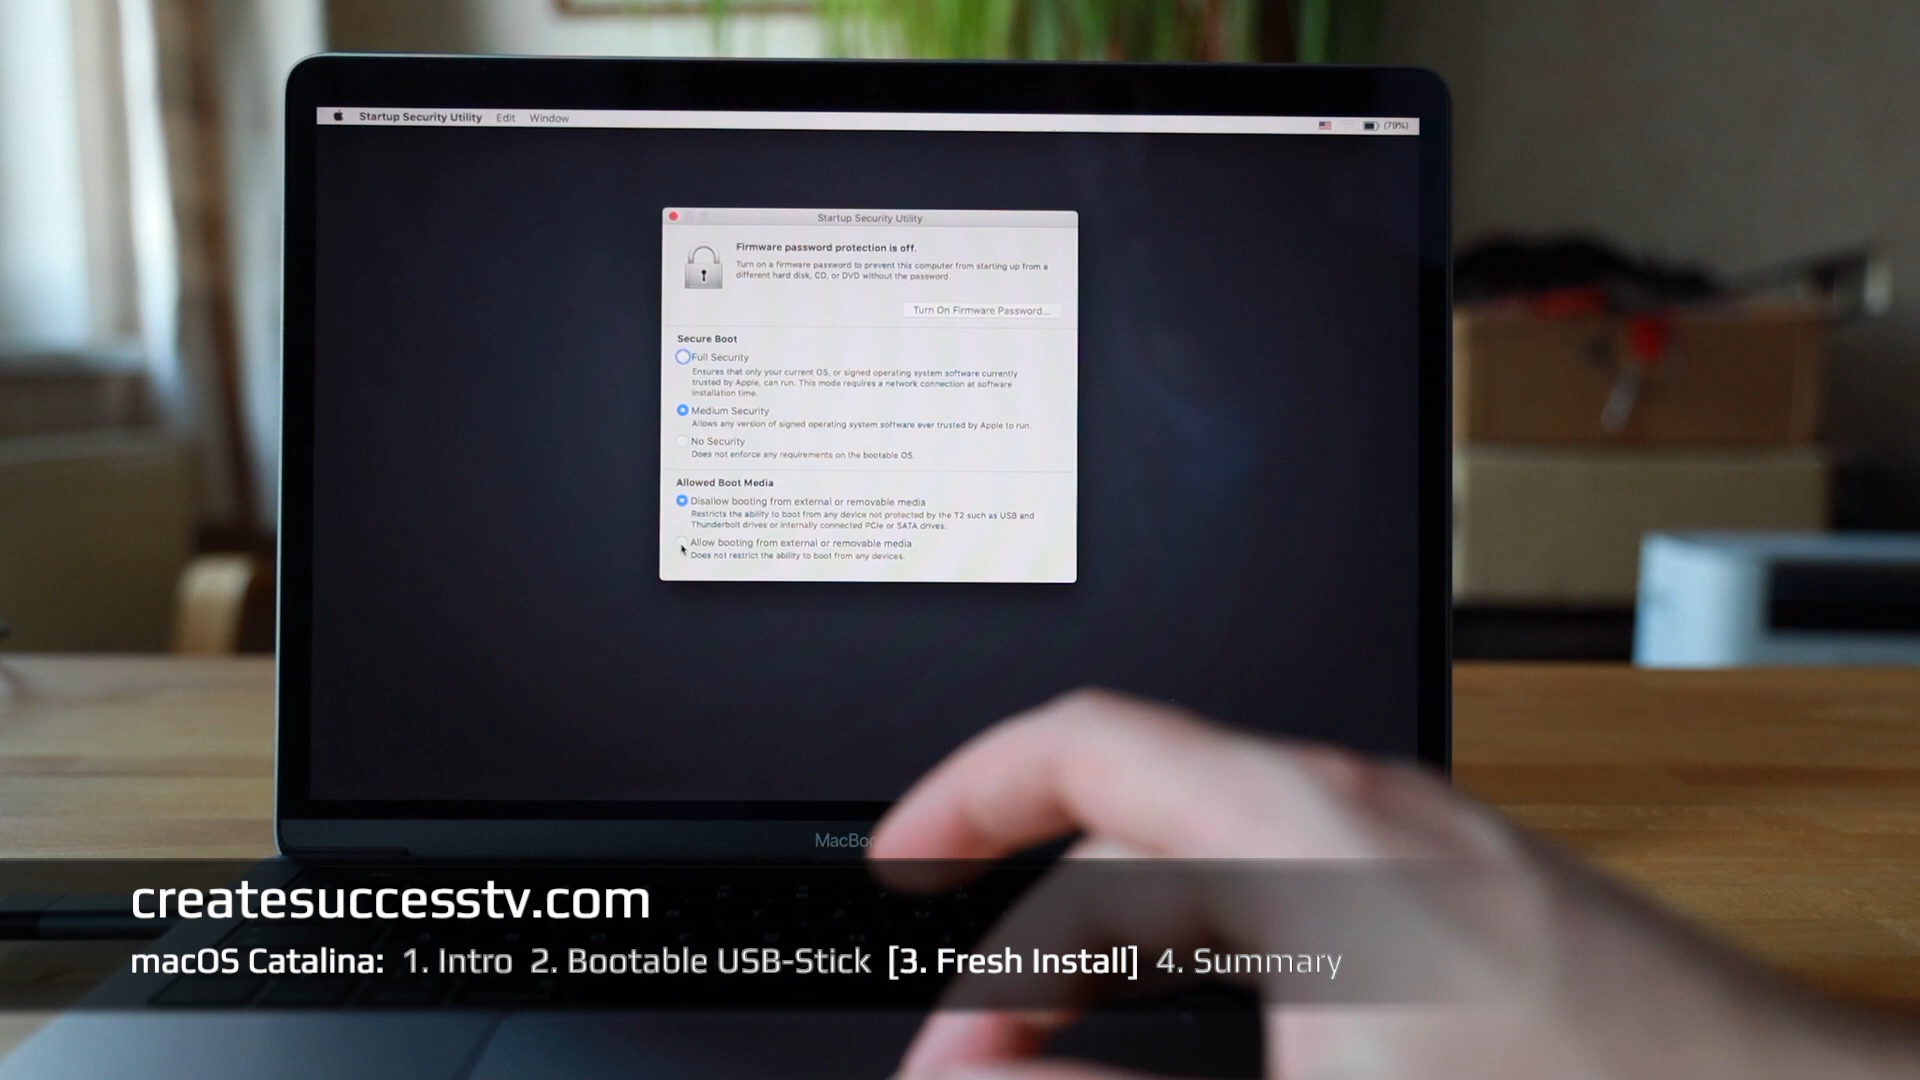 Startup Security Utility Edit Window (79%)
Startup Security Utility
Firmware password protection is off.
Turn on a firmware password to prevent this computer from starting up from a
different hard disk, CD, or DVD without the password.
Turn On Firmware Password...
Secure Boot
Full Security
Ensures that only your current OS, or signed operating system software currently
trusted by Apple, can run. This mode requires a network connection at software
installation time.
Medium Security
Allows any version of signed operating system software ever trusted by Apple to run.
No Security
Does not enforce any requirements on the bootable OS.
Allowed Boot Media
Disallow booting from external or removable media
Restricts the ability to boot from any device not protected by the T2 such as USB and
Thunderbolt drives or internally connected PCIe or SATA drives.
Allow booting from external or removable media
Does not restrict the ability to boot from any devices.
MacBoo
createsuccesstv.com
macOS Catalina: 1. Intro 2. Bootable USB-Stick [3. Fresh Install] 4. Summary